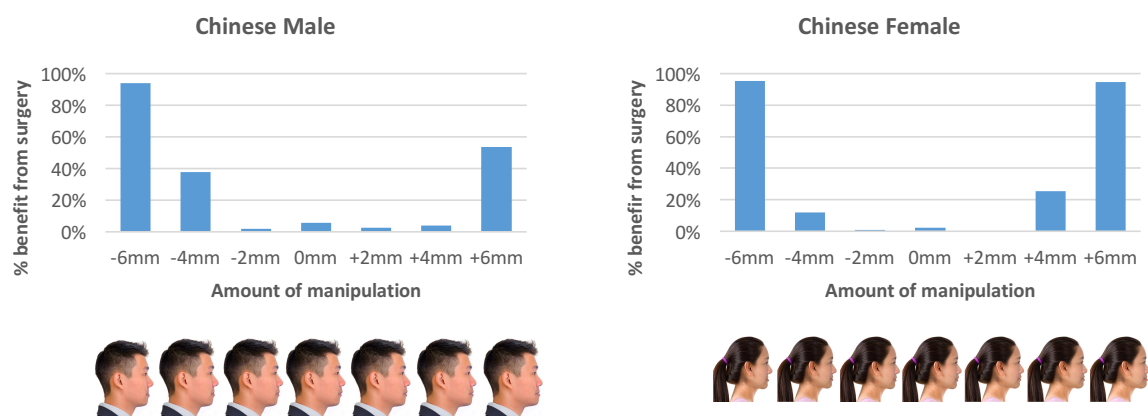 Chinese Male
% benefit from surgery
100%
80%
60%
40%
20%
0%
-6mm -4mm -2mm 0mm +2mm +4mm +6mm
Amount of manipulation
Chinese Female
% benefir from surgery
100%
80%
60%
40%
20%
0%
-6mm -4mm -2mm 0mm +2mm +4mm +6mm
Amount of manipulation